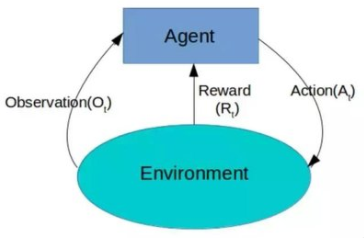 Agent
Observation(Oₜ)
Reward
(Rₜ)
Action(Aₜ)
Environment